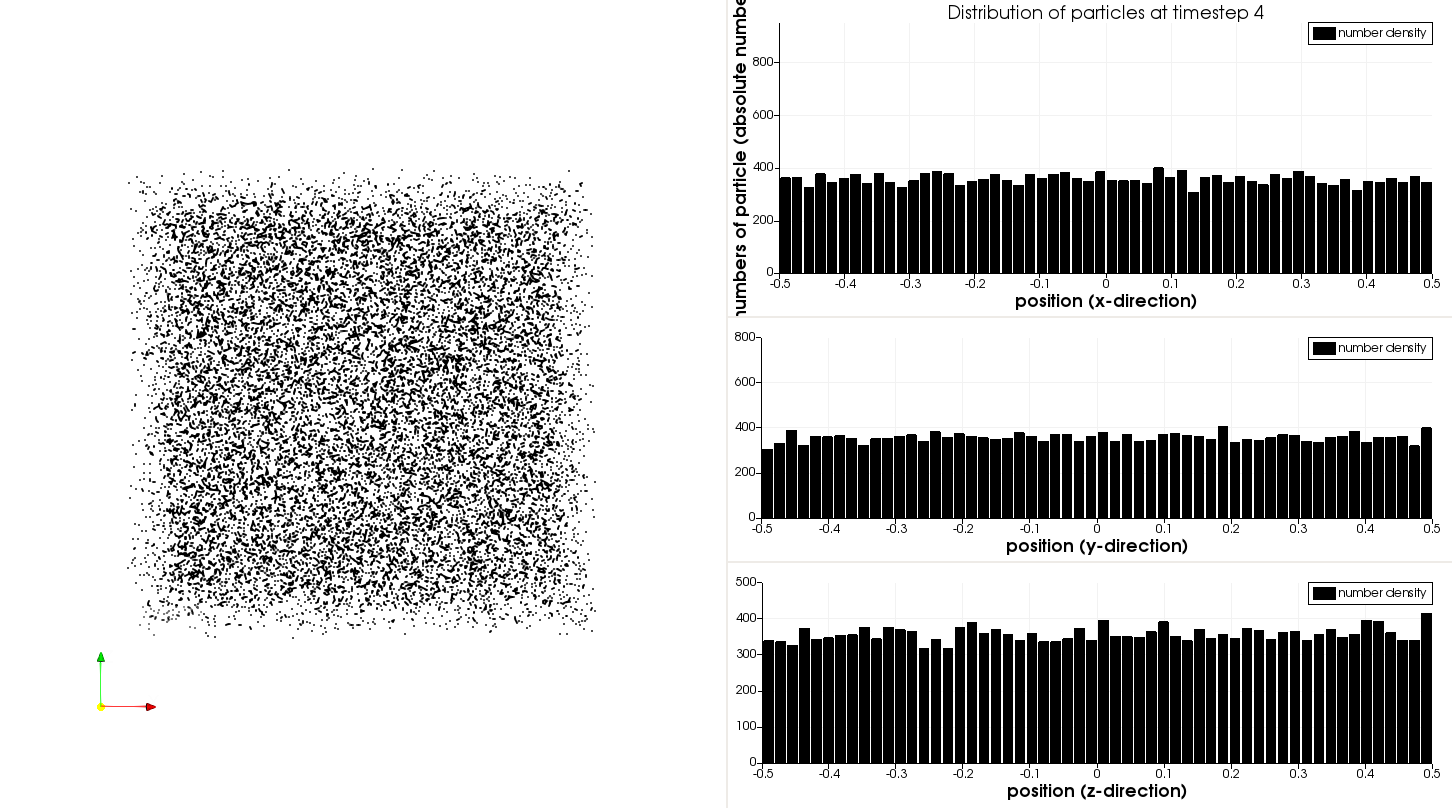 Distribution of particles at timestep 4
numbers of particle (absolute numbe
number density
800
600
400
200
0
-0.5 -0.4 -0.3 -0.2 -0.1 0 0.1 0.2 0.3 0.4 0.5
position (x-direction)
number density
800
600
400
200
0
-0.5 -0.4 -0.3 -0.2 -0.1 0 0.1 0.2 0.3 0.4 0.5
position (y-direction)
number density
500
400
300
200
100
0
-0.5 -0.4 -0.3 -0.2 -0.1 0 0.1 0.2 0.3 0.4 0.5
position (z-direction)